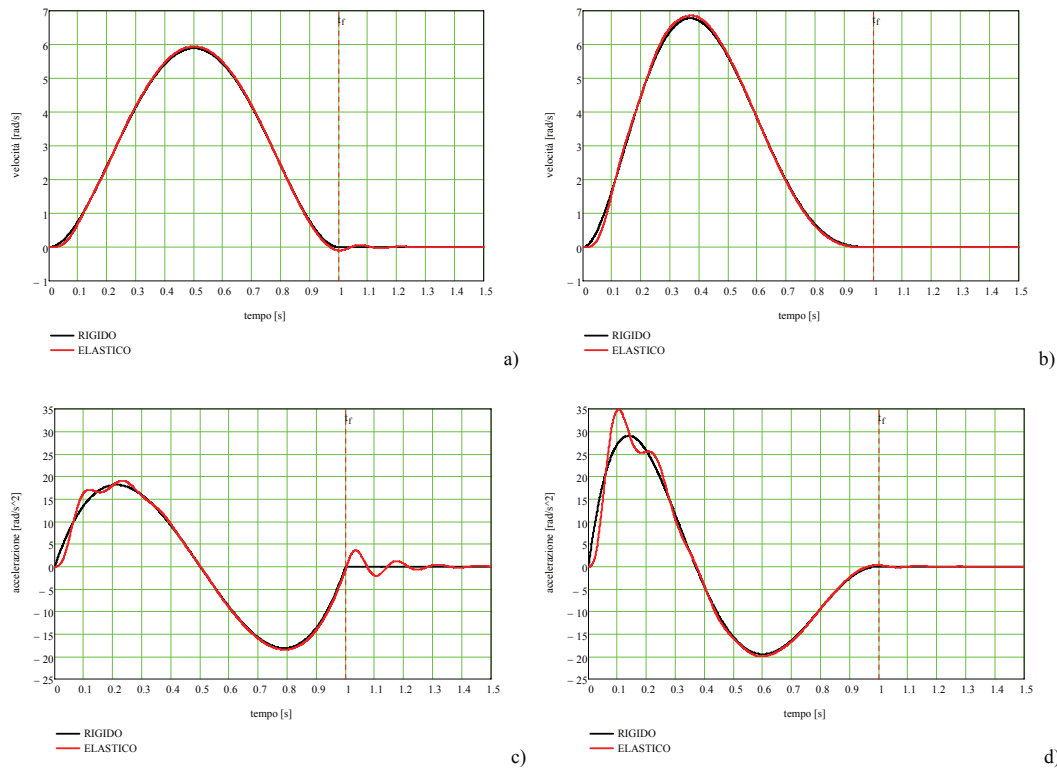 t
f
7
6
5
4
3
2
1
0
− 1
velocità [rad/s]
0 0.1 0.2 0.3 0.4 0.5 0.6 0.7 0.8 0.9 1 1.1 1.2 1.3 1.4 1.5
tempo [s]
RIGIDO
ELASTICO
a)
t
f
7
6
5
4
3
2
1
0
− 1
velocità [rad/s]
0 0.1 0.2 0.3 0.4 0.5 0.6 0.7 0.8 0.9 1 1.1 1.2 1.3 1.4 1.5
tempo [s]
RIGIDO
ELASTICO
b)
t
f
35
30
25
20
15
10
5
0
− 5
− 10
− 15
− 20
− 25
accelerazione [rad/s^2]
0 0.1 0.2 0.3 0.4 0.5 0.6 0.7 0.8 0.9 1 1.1 1.2 1.3 1.4 1.5
tempo [s]
RIGIDO
ELASTICO
c)
t
f
35
30
25
20
15
10
5
0
− 5
− 10
− 15
− 20
− 25
accelerazione [rad/s^2]
0 0.1 0.2 0.3 0.4 0.5 0.6 0.7 0.8 0.9 1 1.1 1.2 1.3 1.4 1.5
tempo [s]
RIGIDO
ELASTICO
d)